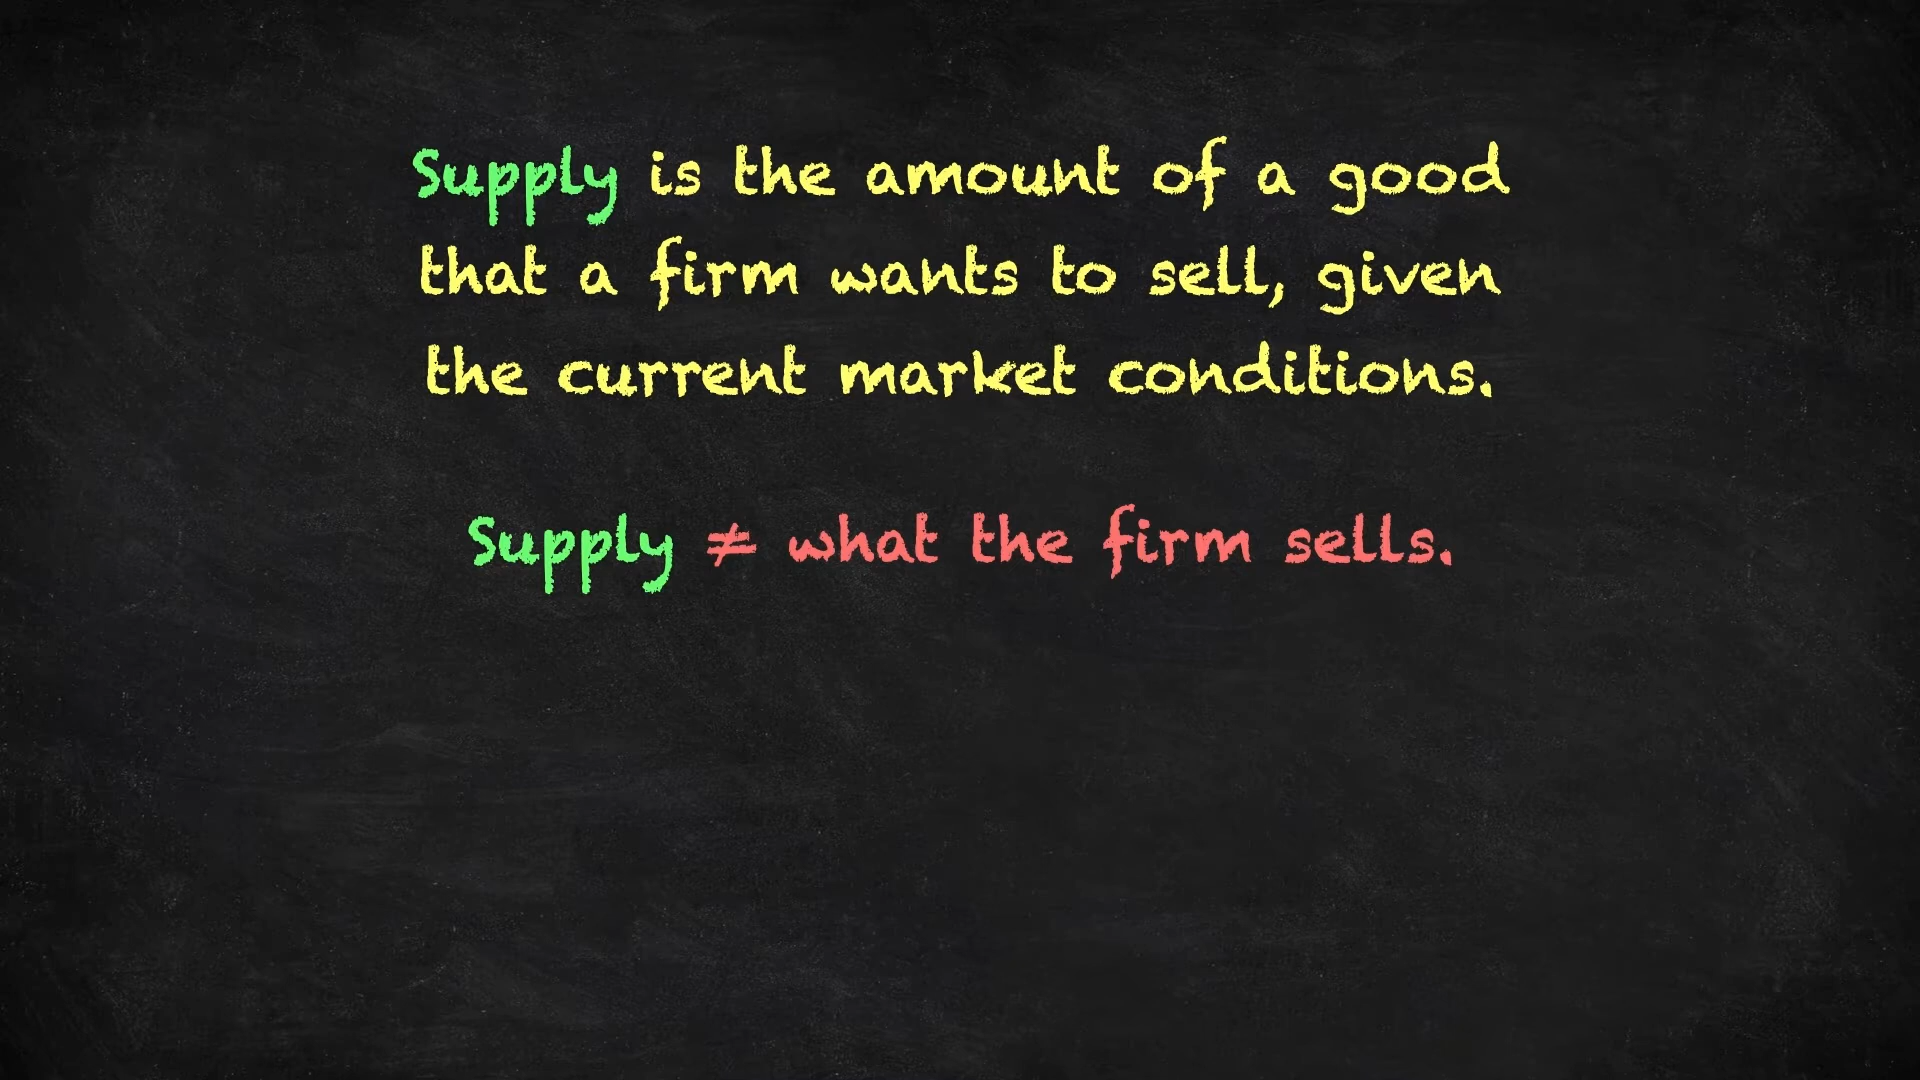 Supply is the amount of a good
that a firm wants to sell, given
the current market conditions.
Supply ≠ what the firm sells.